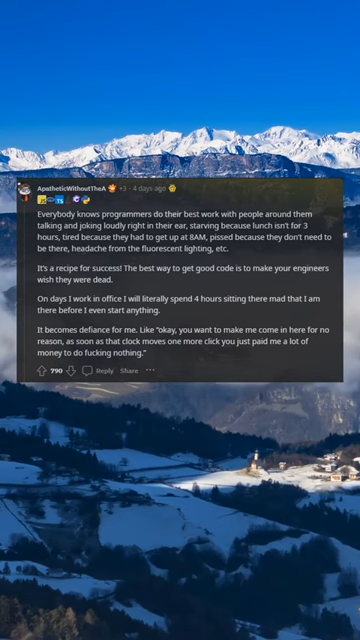 ApatheticWithoutTheA +3 · 4 days ago
JS TS
Everybody knows programmers do their best work with people around them
talking and joking loudly right in their ear, starving because lunch isn't for 3
hours, tired because they had to get up at 8AM, pissed because they don't need to
be there, headache from the fluorescent lighting, etc.
It's a recipe for success! The best way to get good code is to make your engineers
wish they were dead.
On days I work in office I will literally spend 4 hours sitting there mad that I am
there before I even start anything.
It becomes defiance for me. Like "okay, you want to make me come in here for no
reason, as soon as that clock moves one more click you just paid me a lot of
money to do fucking nothing."
790 Reply Share ···